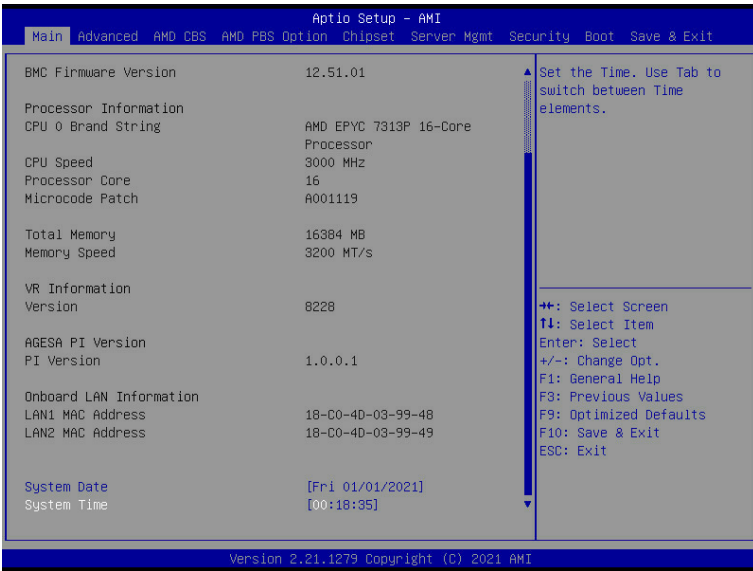 Aptio Setup - AMI
Main Advanced AMD CBS AMD PBS Option Chipset Server Mgmt Security Boot Save & Exit
BMC Firmware Version 12.51.01
Processor Information
CPU 0 Brand String AMD EPYC 7313P 16-Core
Processor
CPU Speed 3000 MHz
Processor Core 16
Microcode Patch A001119
Total Memory 16384 MB
Memory Speed 3200 MT/s
VR Information
Version 8228
AGESA PI Version
PI Version 1.0.0.1
Onboard LAN Information
LAN1 MAC Address 18-C0-4D-03-99-48
LAN2 MAC Address 18-C0-4D-03-99-49
System Date [Fri 01/01/2021]
System Time [00:18:35]
Set the Time. Use Tab to
switch between Time
elements.
→←: Select Screen
↑↓: Select Item
Enter: Select
+/-: Change Opt.
F1: General Help
F3: Previous Values
F9: Optimized Defaults
F10: Save & Exit
ESC: Exit
Version 2.21.1279 Copyright (C) 2021 AMI